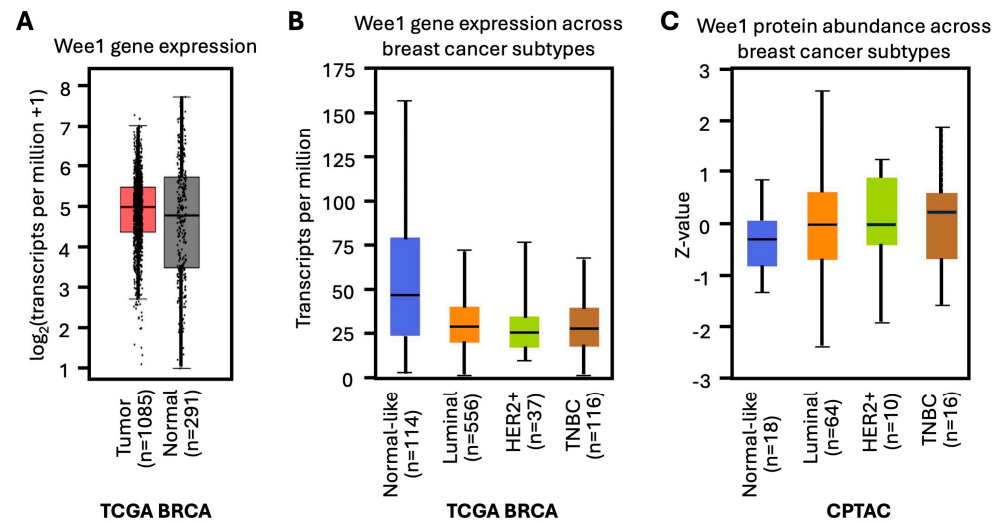 A
Wee1 gene expression
log2(transcripts per million +1)
8
7
6
5
4
3
2
1
Tumor
(n=1085)
Normal
(n=291)
TCGA BRCA
B
Wee1 gene expression across
breast cancer subtypes
Transcripts per million
175
150
125
100
75
50
25
0
Normal-like
(n=114)
Luminal
(n=556)
HER2+
(n=37)
TNBC
(n=116)
TCGA BRCA
C
Wee1 protein abundance across
breast cancer subtypes
Z-value
3
2
1
0
-1
-2
-3
Normal-like
(n=18)
Luminal
(n=64)
HER2+
(n=10)
TNBC
(n=16)
CPTAC